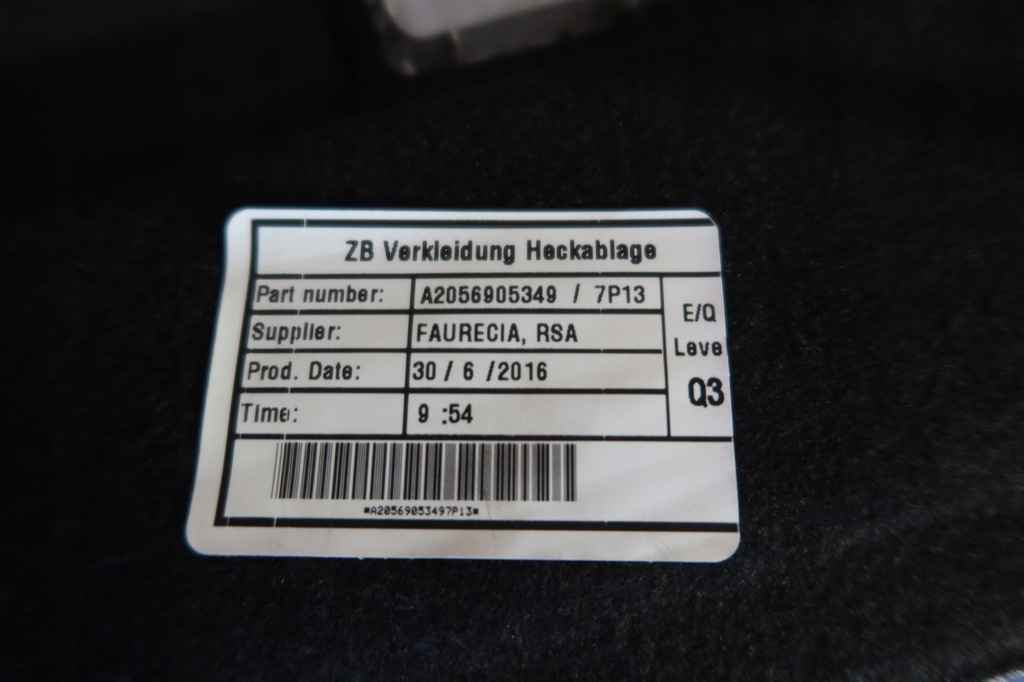 ZB Verkleidung Heckablage
Part number: A2056905349 / 7P13
Supplier: FAURECIA, RSA
Prod. Date: 30 / 6 /2016
Time: 9 :54
E/Q
Leve
Q3
*A20569053497P13*